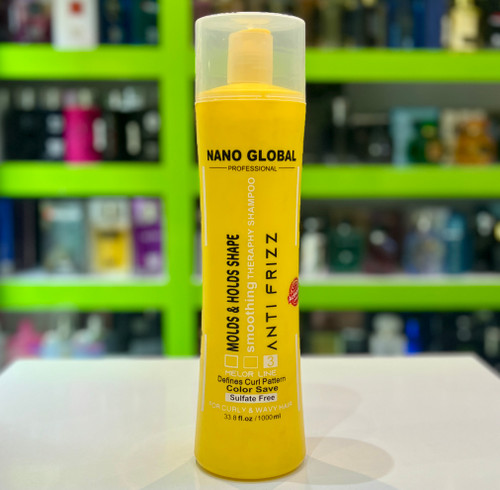 NANO GLOBAL
PROFESSIONAL
MOLDS & HOLDS SHAPE
smoothing THERAPHY SHAMPOO
ANTI FRIZZ
3
MELOR LINE
Defines Curl Pattern
Color Save
Sulfate Free
FOR CURLY & WAVY HAIR
33.8 fl.oz / 1000ml